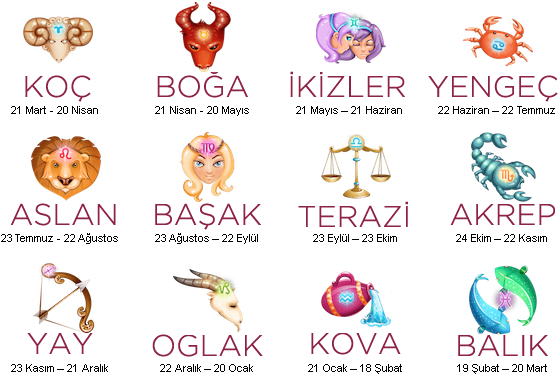 KOÇ
21 Mart - 20 Nisan
BOĞA
21 Nisan - 20 Mayıs
İKİZLER
21 Mayıs – 21 Haziran
YENGEÇ
22 Haziran – 22 Temmuz
ASLAN
23 Temmuz - 22 Ağustos
BAŞAK
23 Ağustos – 22 Eylül
TERAZİ
23 Eylül – 23 Ekim
AKREP
24 Ekim – 22 Kasım
YAY
23 Kasım – 21 Aralık
OGLAK
22 Aralık – 20 Ocak
KOVA
21 Ocak – 18 Şubat
BALIK
19 Şubat – 20 Mart